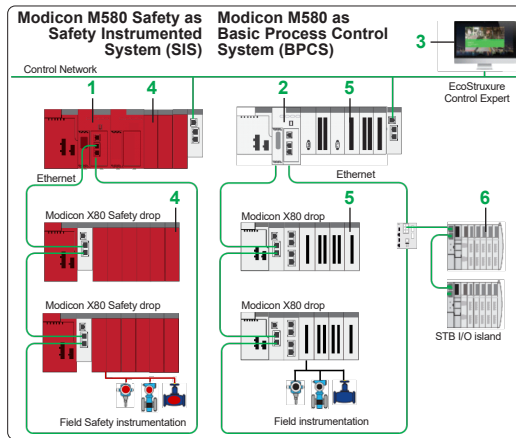 Modicon M580 Safety as
Safety Instrumented
System (SIS)
Modicon M580 as
Basic Process Control
System (BPCS)
3
Control Network
EcoStruxure
Control Expert
1
4
2
5
Ethernet
Ethernet
Modicon X80 Safety drop
4
Modicon X80 drop
5
6
Modicon X80 Safety drop
Modicon X80 drop
STB I/O island
Field Safety instrumentation
Field instrumentation